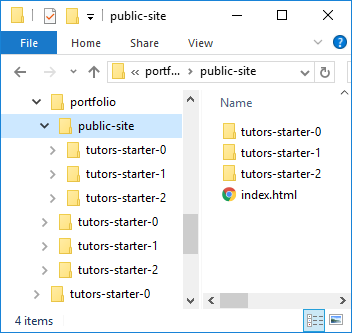 public-site
File Home Share View
« portf... › public-site
portfolio
public-site
tutors-starter-0
tutors-starter-1
tutors-starter-2
tutors-starter-0
tutors-starter-1
tutors-starter-2
tutors-starter-0
Name
tutors-starter-0
tutors-starter-1
tutors-starter-2
index.html
4 items